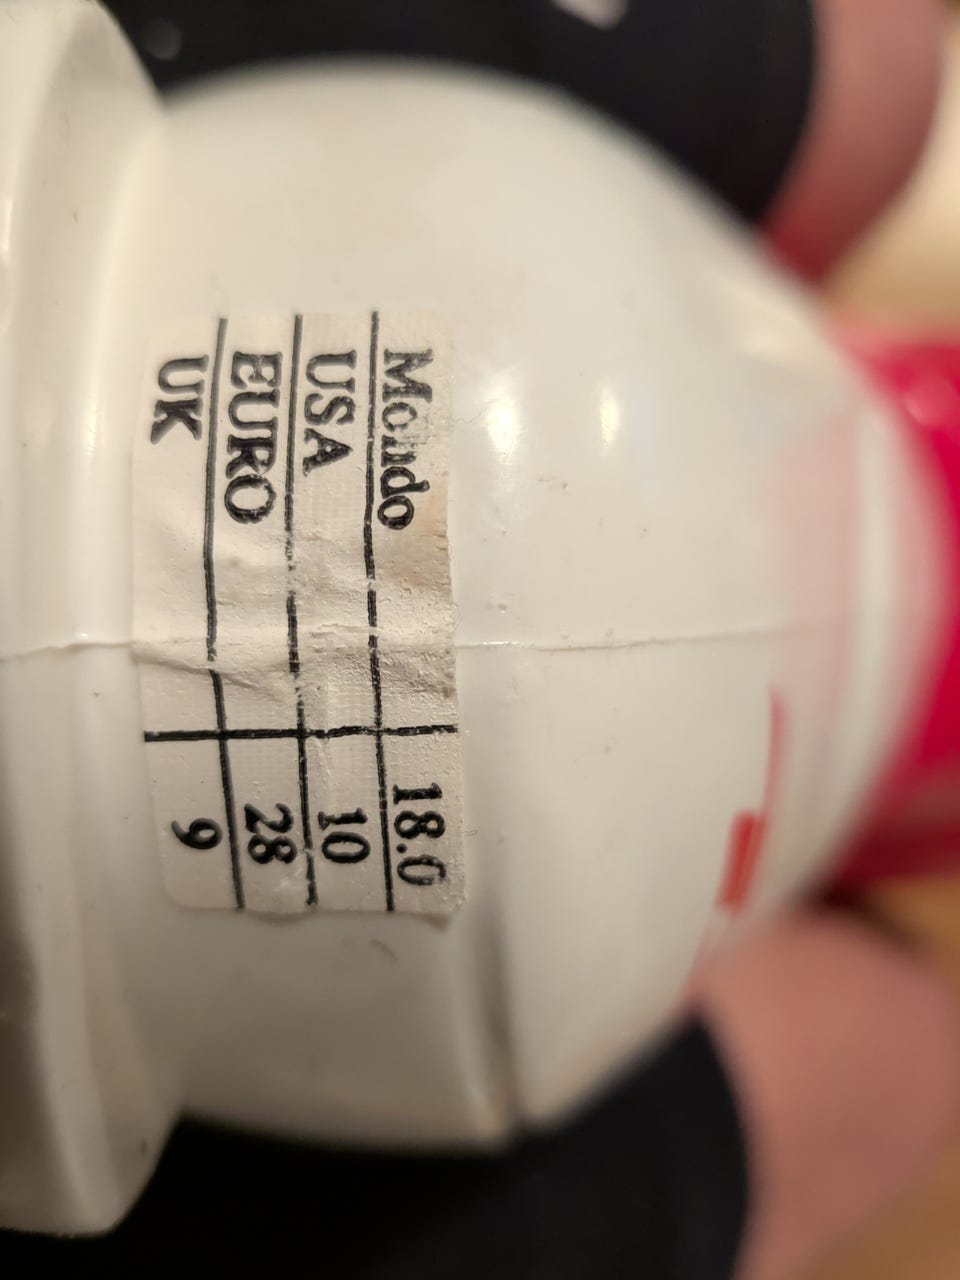 Mondo 18.0
USA 10
EURO 28
UK 9